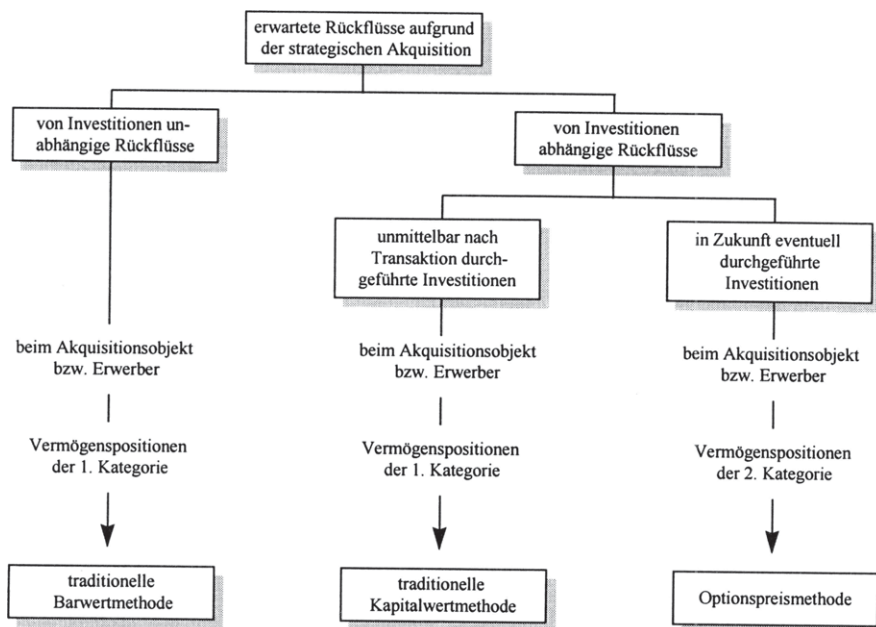 erwartete Rückflüsse aufgrund
der strategischen Akquisition
von Investitionen un-
abhängige Rückflüsse
von Investitionen
abhängige Rückflüsse
unmittelbar nach
Transaktion durch-
geführte Investitionen
in Zukunft eventuell
durchgeführte
Investitionen
beim Akquisitionsobjekt
bzw. Erwerber
beim Akquisitionsobjekt
bzw. Erwerber
beim Akquisitionsobjekt
bzw. Erwerber
Vermögenspositionen
der 1. Kategorie
Vermögenspositionen
der 1. Kategorie
Vermögenspositionen
der 2. Kategorie
traditionelle
Barwertmethode
traditionelle
Kapitalwertmethode
Optionspreismethode